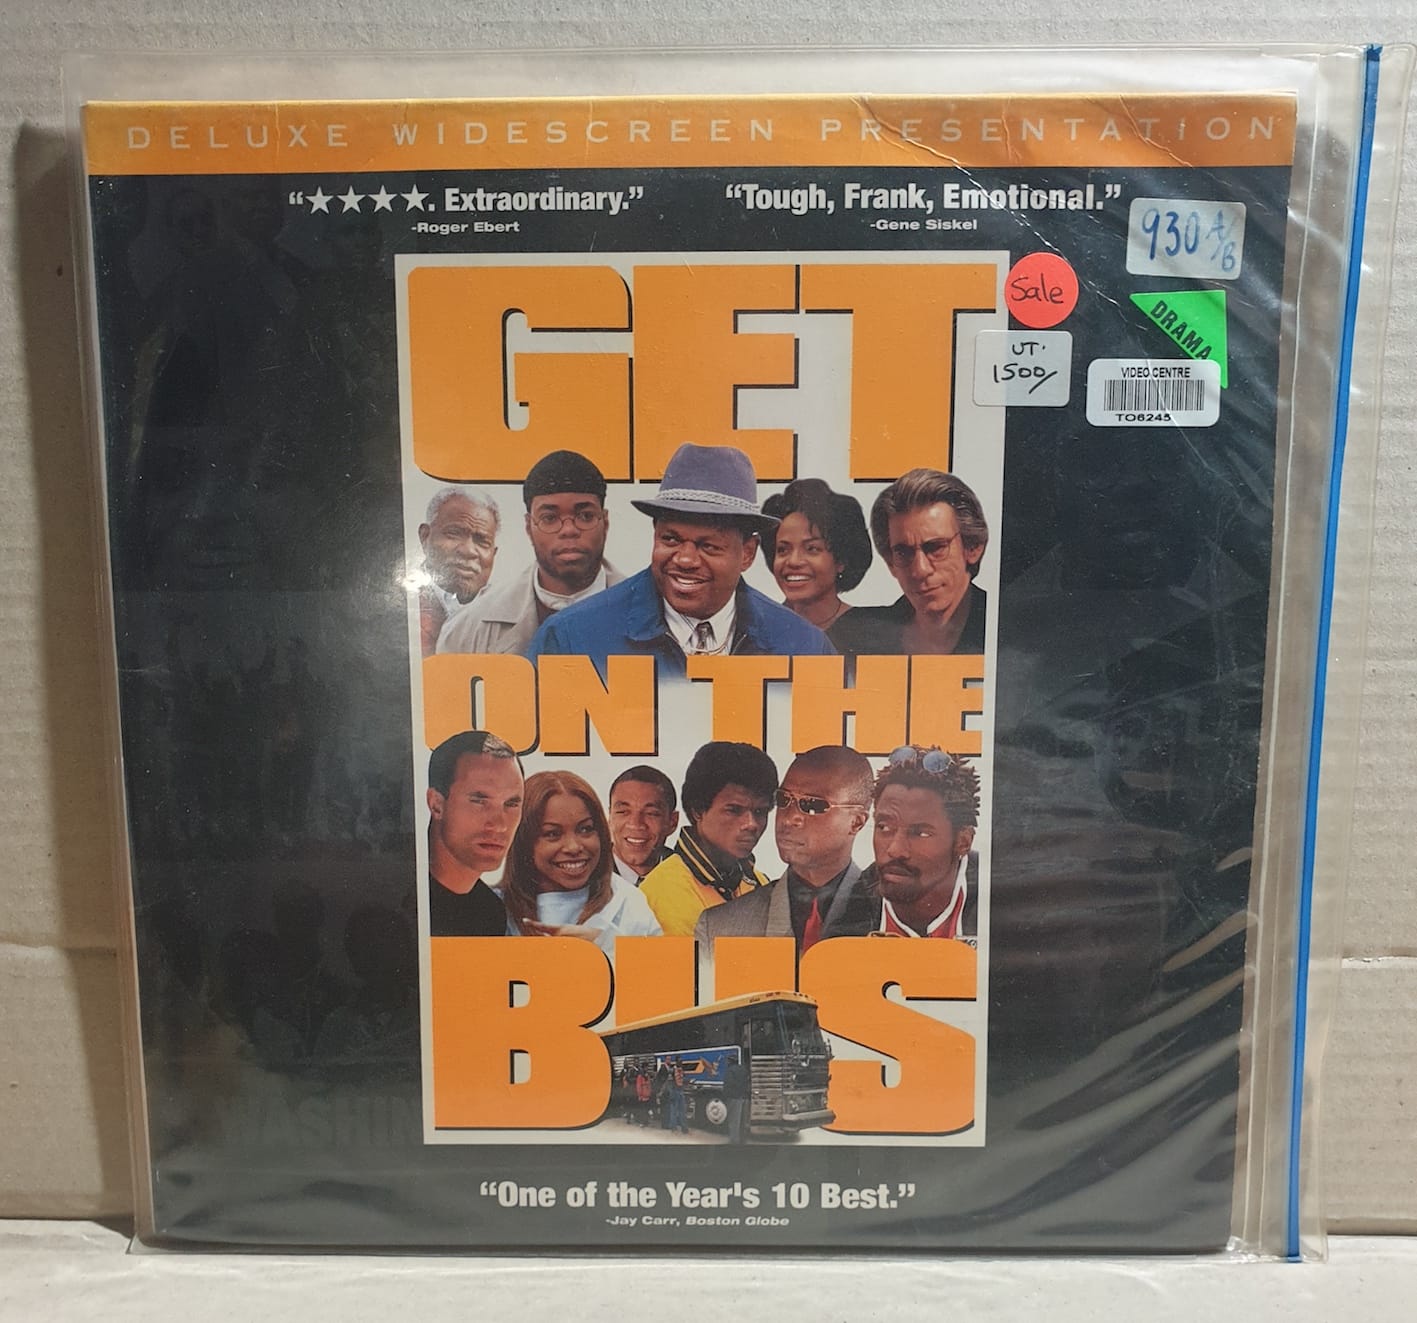 DELUXE WIDESCREEN PRESENTATION
“★★★★. Extraordinary.”
-Roger Ebert
“Tough, Frank, Emotional.”
-Gene Siskel
930 A/B
GET
Sale
DRAMA
UT.
1500/
VIDEO CENTRE
TO6245
ON THE
BUS
“One of the Year's 10 Best.”
-Jay Carr, Boston Globe